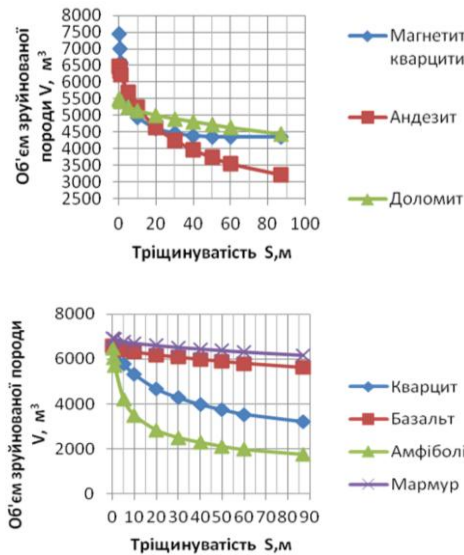 Об'єм зруйнованої
породи V, м³
8000
7500
7000
6500
6000
5500
5000
4500
4000
3500
3000
2500
0 20 40 60 80 100
Тріщинуватість S,м
Магнетит
кварцити
Андезит
Доломит
Об'єм зруйнованої породи
V, м³
8000
6000
4000
2000
0
0 10 20 30 40 50 60 70 80 90
Тріщинуватість S,м
Кварцит
Базальт
Амфіболі
Мармур